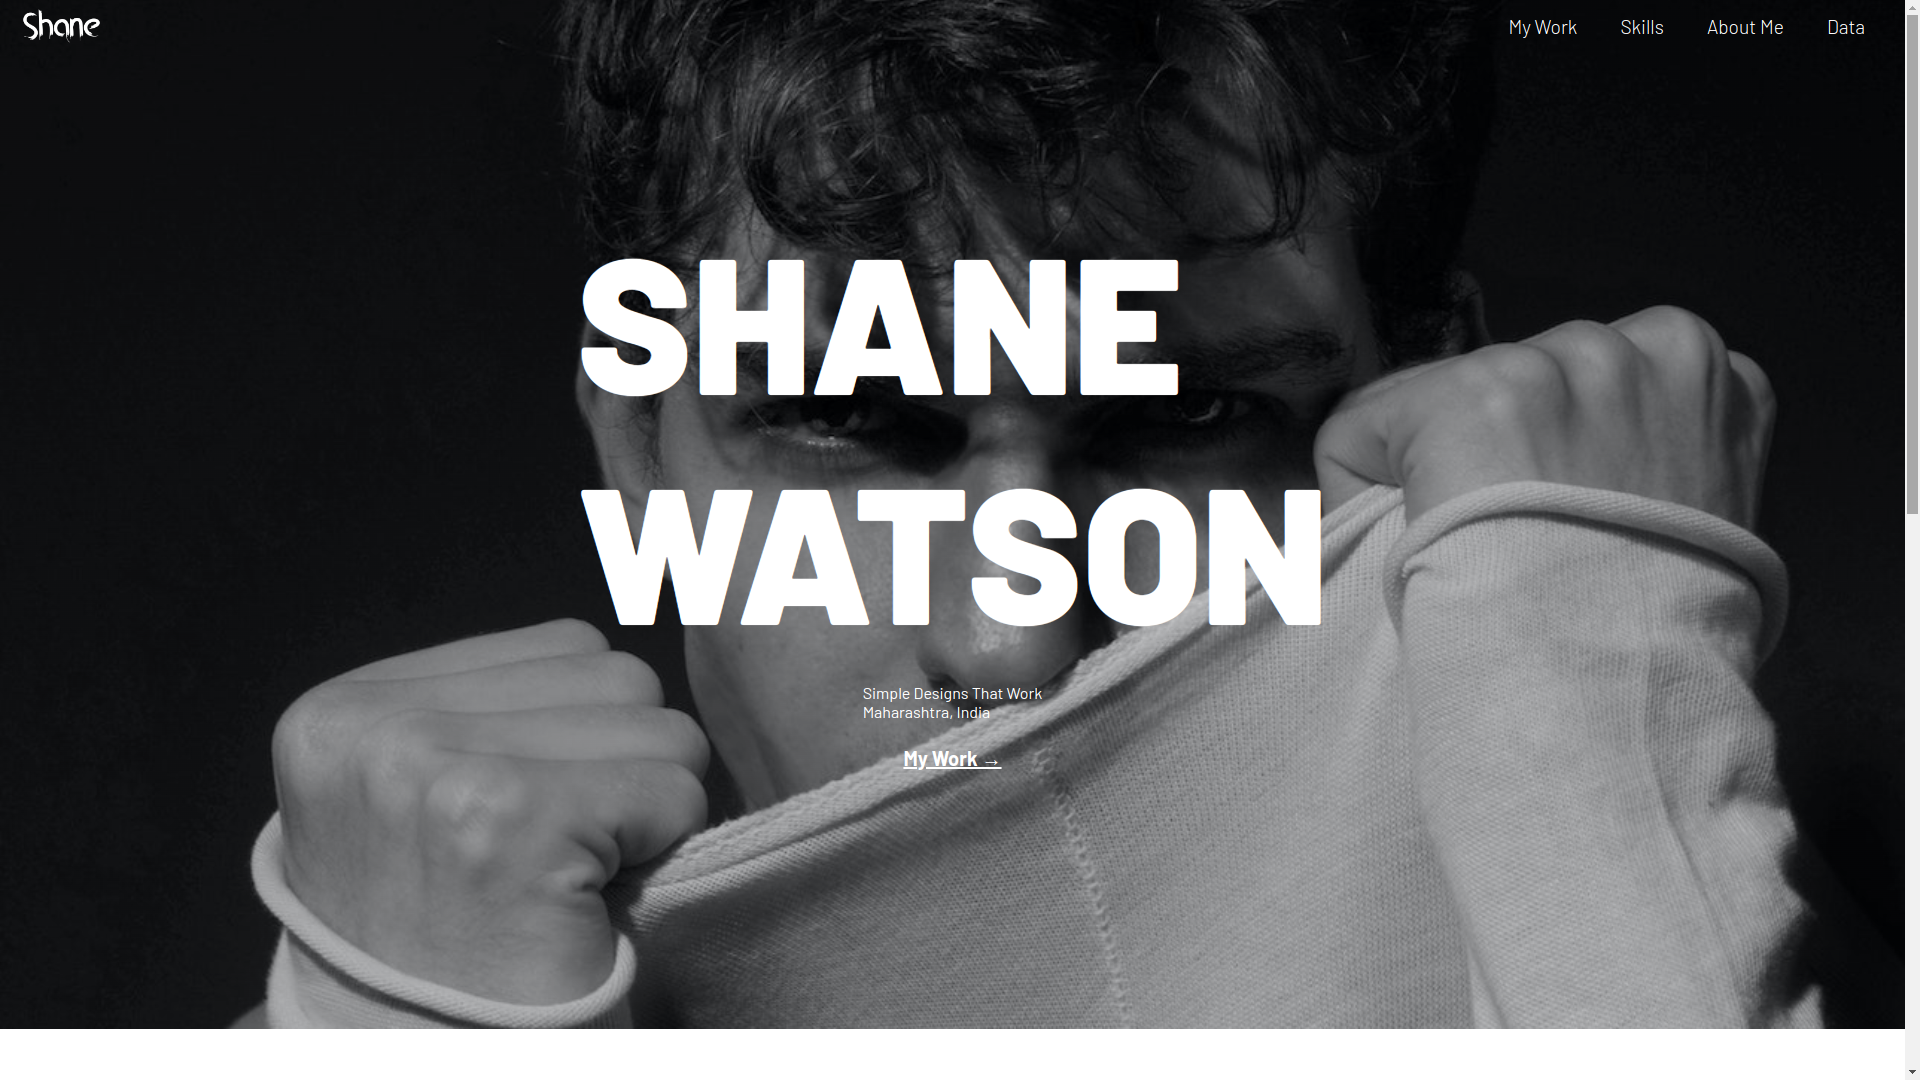 Shane
My Work
Skills
About Me
Data
SHANE
WATSON
Simple Designs That Work
Maharashtra, India
My Work →